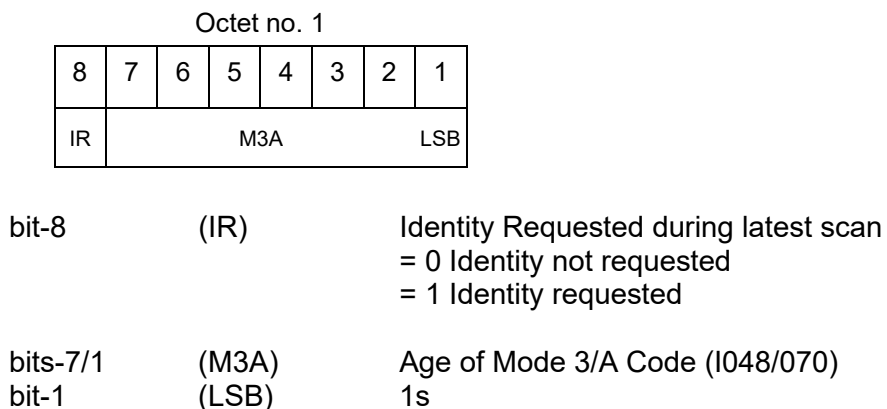 Octet no. 1
8 7 6 5 4 3 2 1
IR M3A LSB
bit-8 (IR) Identity Requested during latest scan
= 0 Identity not requested
= 1 Identity requested
bits-7/1 (M3A) Age of Mode 3/A Code (I048/070)
bit-1 (LSB) 1s